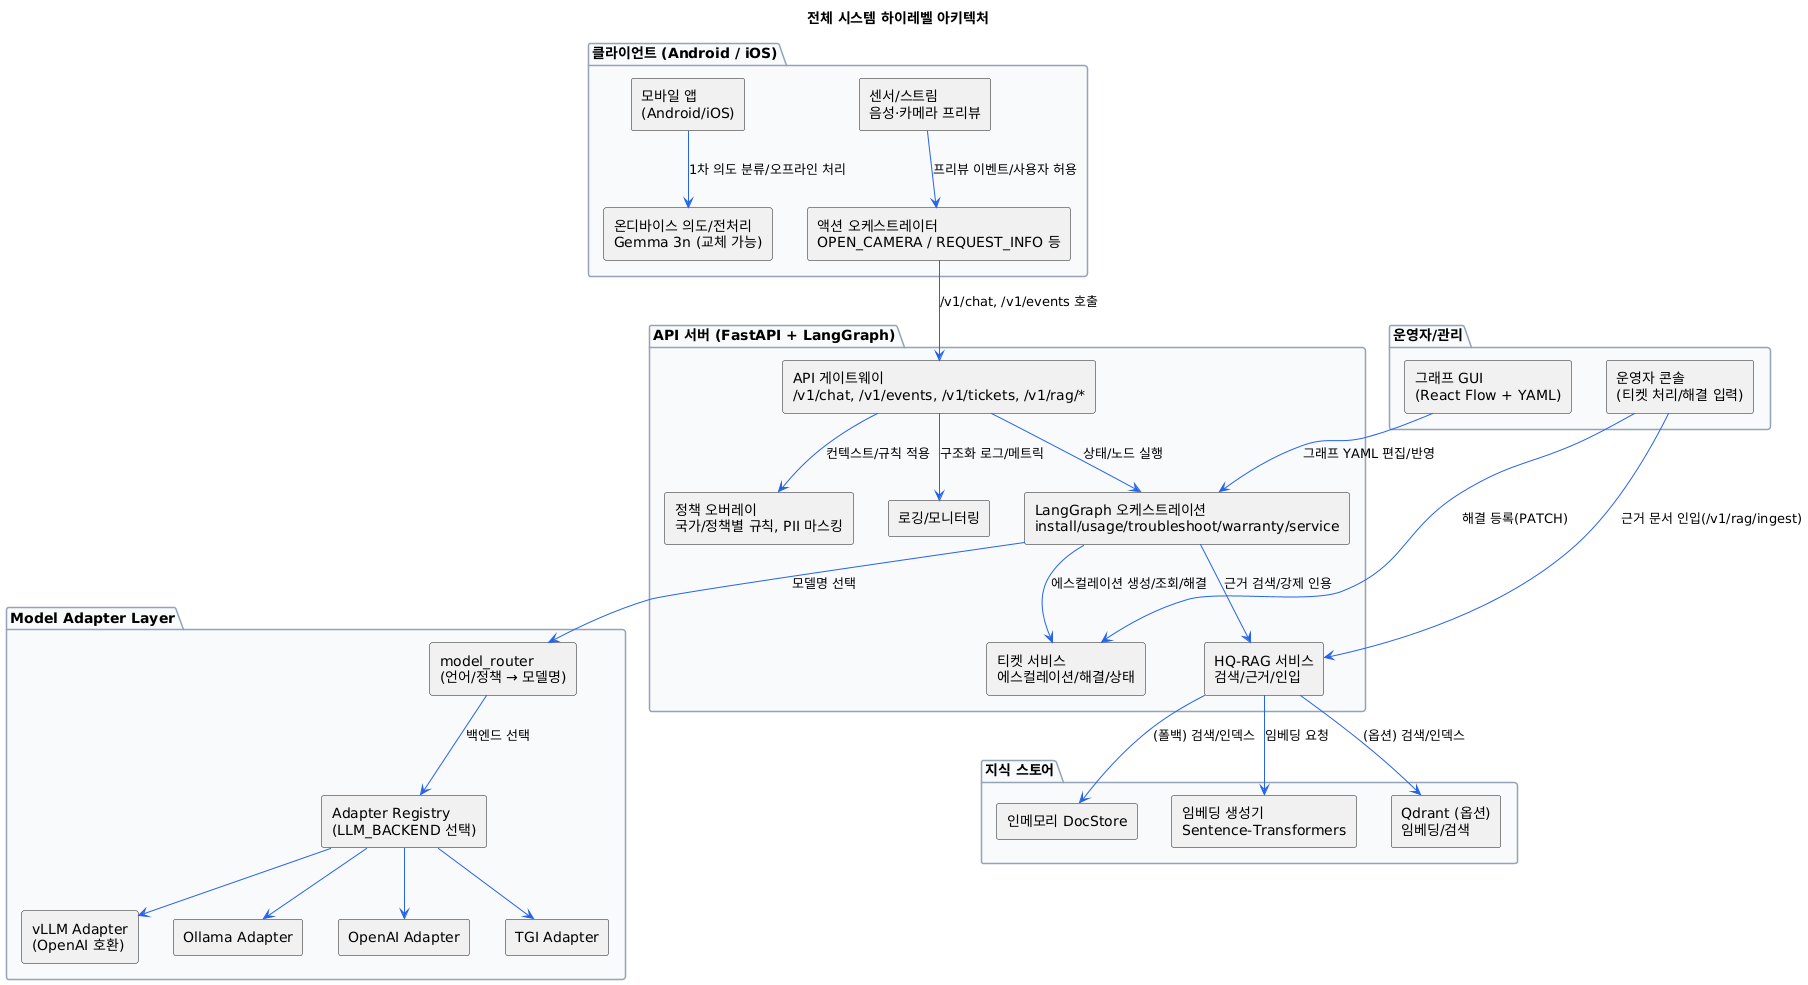 전체 시스템 하이레벨 아키텍처
클라이언트 (Android / iOS)
모바일 앱
(Android/iOS)
센서/스트림
음성·카메라 프리뷰
1차 의도 분류/오프라인 처리
프리뷰 이벤트/사용자 허용
온디바이스 의도/전처리
Gemma 3n (교체 가능)
액션 오케스트레이터
OPEN_CAMERA / REQUEST_INFO 등
/v1/chat, /v1/events 호출
API 서버 (FastAPI + LangGraph)
API 게이트웨이
/v1/chat, /v1/events, /v1/tickets, /v1/rag/*
운영자/관리
그래프 GUI
(React Flow + YAML)
운영자 콘솔
(티켓 처리/해결 입력)
컨텍스트/규칙 적용
구조화 로그/메트릭
상태/노드 실행
그래프 YAML 편집/반영
정책 오버레이
국가/정책별 규칙, PII 마스킹
로깅/모니터링
LangGraph 오케스트레이션
install/usage/troubleshoot/warranty/service
해결 등록(PATCH)
근거 문서 인입(/v1/rag/ingest)
모델명 선택
에스컬레이션 생성/조회/해결
근거 검색/강제 인용
Model Adapter Layer
model_router
(언어/정책 → 모델명)
티켓 서비스
에스컬레이션/해결/상태
HQ-RAG 서비스
검색/근거/인입
백엔드 선택
(폴백) 검색/인덱스
임베딩 요청
(옵션) 검색/인덱스
지식 스토어
Adapter Registry
(LLM_BACKEND 선택)
인메모리 DocStore
임베딩 생성기
Sentence-Transformers
Qdrant (옵션)
임베딩/검색
vLLM Adapter
(OpenAI 호환)
Ollama Adapter
OpenAI Adapter
TGI Adapter